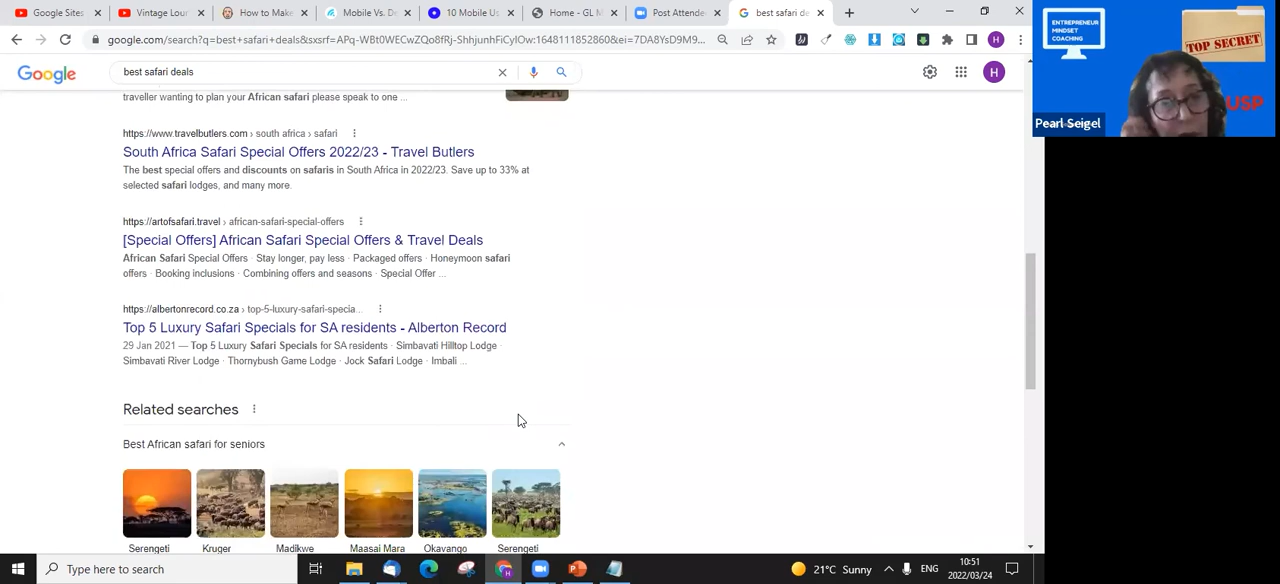 Google Sites
Vintage Lour
How to Make
Mobile Vs. De
10 Mobile Us
Home - GL M
Post Attende
best safari de
google.com/search?q=best+safari+deals&sxsrf=APq-WBt0WECwZQo8fRj-ShhjunhFiCyIOw:1648111852860&ei=7DA8YsD9M9...
H
Google
best safari deals
H
traveller wanting to plan your African safari please speak to one ...
https://www.travelbutlers.com › south africa › safari
South Africa Safari Special Offers 2022/23 - Travel Butlers
The best special offers and discounts on safaris in South Africa in 2022/23. Save up to 33% at
selected safari lodges, and many more.
https://artofsafari.travel › african-safari-special-offers
[Special Offers] African Safari Special Offers & Travel Deals
African Safari Special Offers · Stay longer, pay less · Packaged offers · Honeymoon safari
offers · Booking inclusions · Combining offers and seasons · Special Offer ...
https://albertonrecord.co.za › top-5-luxury-safari-specia...
Top 5 Luxury Safari Specials for SA residents - Alberton Record
29 Jan 2021 — Top 5 Luxury Safari Specials for SA residents · Simbavati Hilltop Lodge ·
Simbavati River Lodge · Thornybush Game Lodge · Jock Safari Lodge · Imbali ...
Related searches
Best African safari for seniors
Serengeti
Kruger
Madikwe
Maasai Mara
Okavango
Serengeti
ENTREPRENEUR
MINDSET
COACHING
TOP SECRET
USP
Pearl Seigel
Type here to search
21°C Sunny
ENG
10:51
2022/03/24